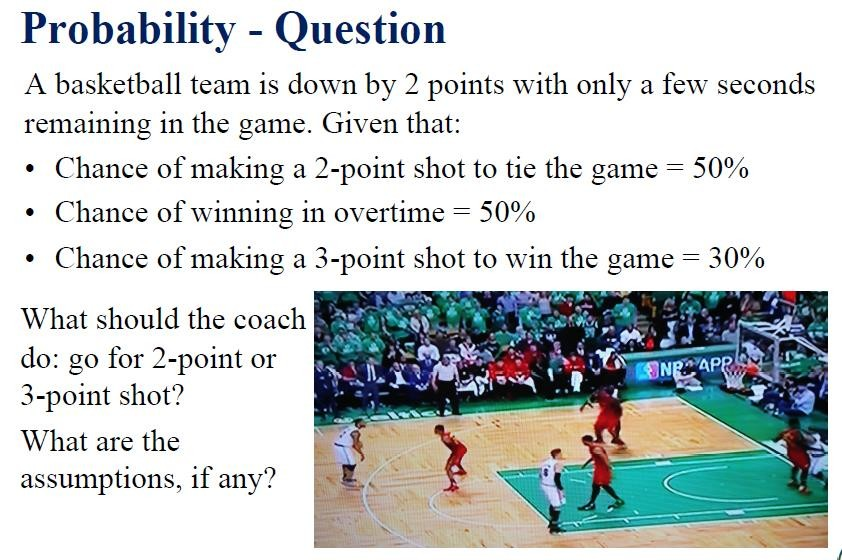 Probability - Question
A basketball team is down by 2 points with only a few seconds
remaining in the game. Given that:
• Chance of making a 2-point shot to tie the game = 50%
• Chance of winning in overtime = 50%
• Chance of making a 3-point shot to win the game = 30%
What should the coach
do: go for 2-point or
3-point shot?
What are the
assumptions, if any?
NBA APP
celtic